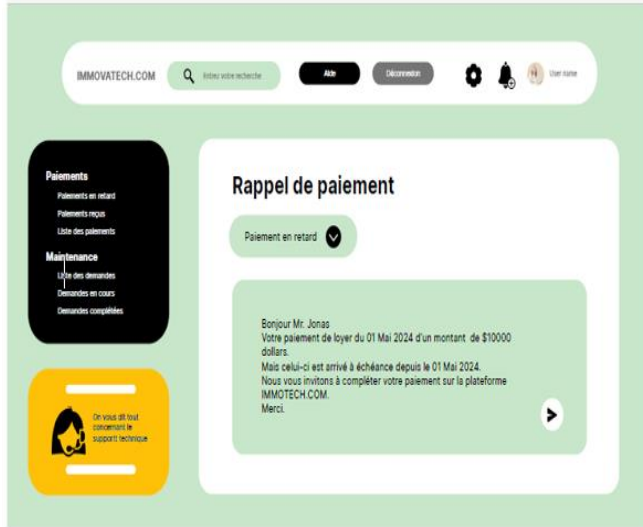 IMMOVATECH.COM
Entrez votre recherche
Aide
Déconnexion
User name
Paiements
Paiements en retard
Paiements reçus
Liste des paiements
Maintenance
Liste des demandes
Demandes en cours
Demandes complétées
On vous dit tout
concernant le
supportt technique
Rappel de paiement
Paiement en retard
Bonjour Mr. Jonas
Votre paiement de loyer du 01 Mai 2024 d'un montant de $10000
dollars.
Mais celui-ci est arrivé à échéance depuis le 01 Mai 2024.
Nous vous invitons à compléter votre paiement sur la plateforme
IMMOTECH.COM.
Merci.